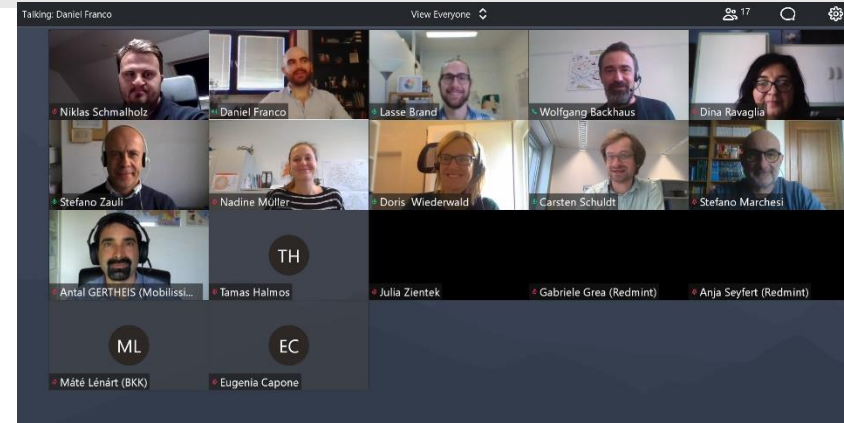 Talking: Daniel Franco
View Everyone
17
Niklas Schmalholz
Daniel Franco
Lasse Brand
Wolfgang Backhaus
Dina Ravaglia
Stefano Zauli
Nadine Müller
Doris Wiederwald
Carsten Schuldt
Stefano Marchesi
Antal GERTHEIS (Mobilissi...
TH
Tamas Halmos
Julia Zientek
Gabriele Grea (Redmint)
Anja Seyfert (Redmint)
ML
Máté Lénárt (BKK)
EC
Eugenia Capone